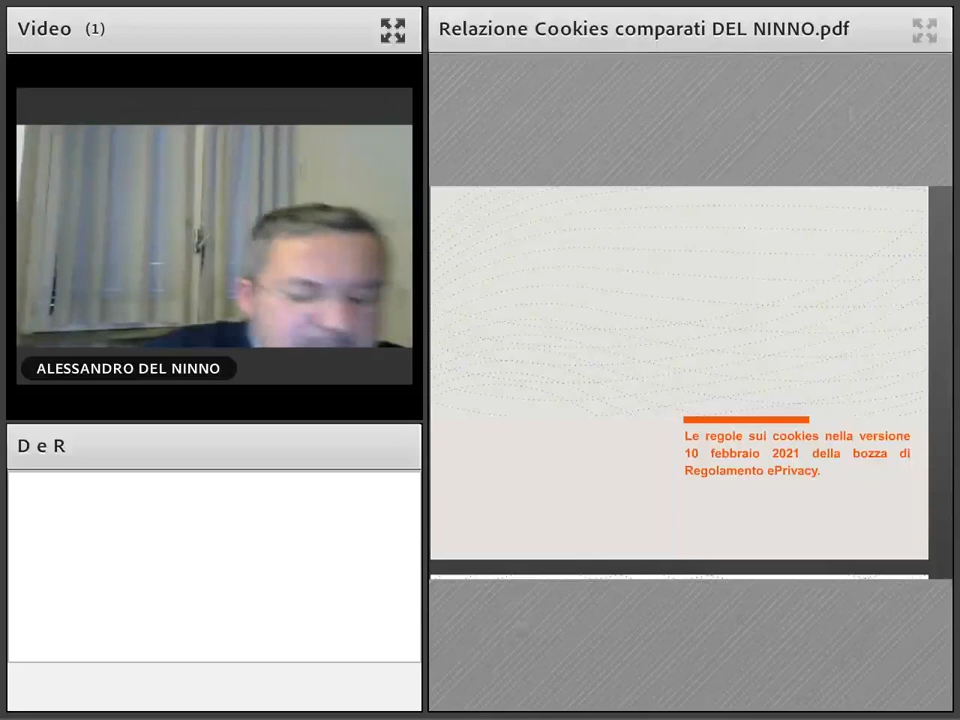 Video (1)
ALESSANDRO DEL NINNO
D e R
Relazione Cookies comparati DEL NINNO.pdf
Le regole sui cookies nella versione
10 febbraio 2021 della bozza di
Regolamento ePrivacy.